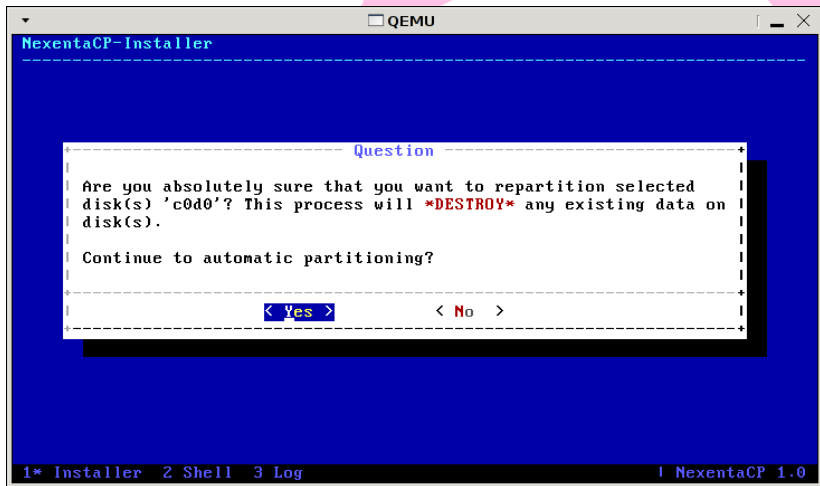 QEMU
NexentaCP-Installer
Question
Are you absolutely sure that you want to repartition selected
disk(s) 'c0d0'? This process will *DESTROY* any existing data on
disk(s).
Continue to automatic partitioning?
< Yes > < No >
1* Installer 2 Shell 3 Log | NexentaCP 1.0